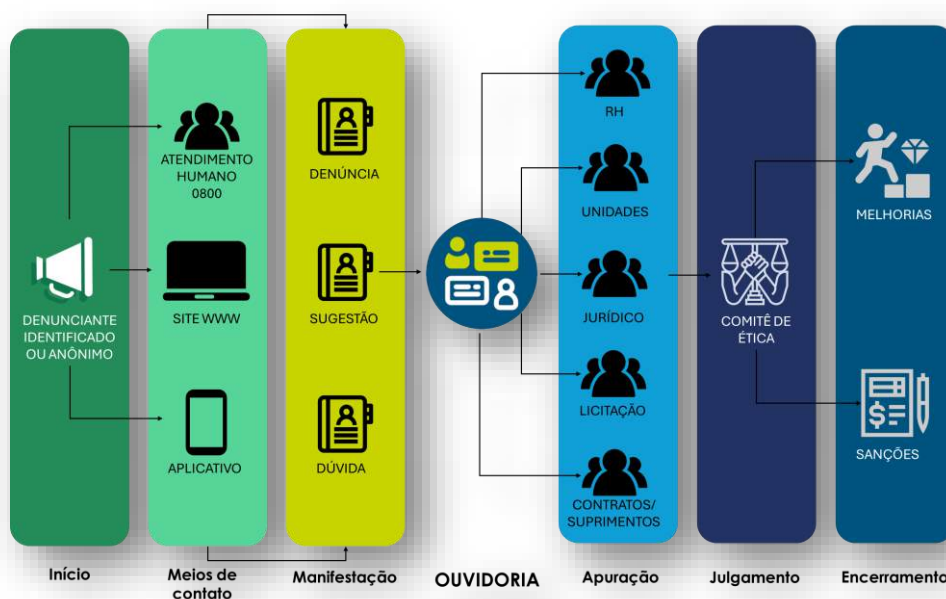 DENUNCIANTE
IDENTIFICADO
OU ANÔNIMO
Início
ATENDIMENTO
HUMANO
0800
SITE WWW
APLICATIVO
Meios de
contato
DENÚNCIA
SUGESTÃO
DÚVIDA
Manifestação
OUVIDORIA
RH
UNIDADES
JURÍDICO
LICITAÇÃO
CONTRATOS/
SUPRIMENTOS
Apuração
COMITÊ DE
ÉTICA
Julgamento
MELHORIAS
SANÇÕES
Encerramento